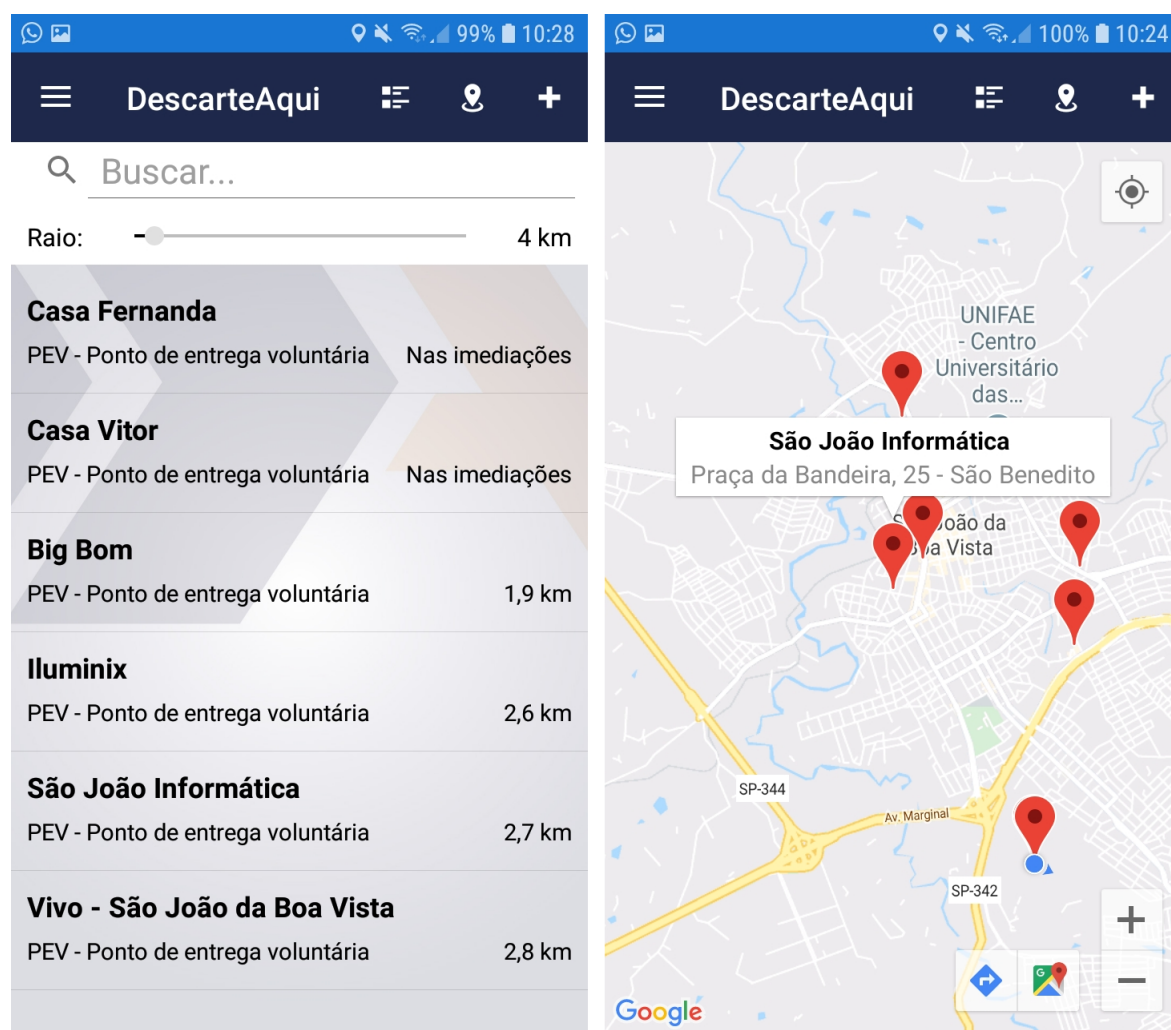 99% 10:28
DescarteAqui
Buscar...
Raio: 4 km
Casa Fernanda
PEV - Ponto de entrega voluntária Nas imediações
Casa Vitor
PEV - Ponto de entrega voluntária Nas imediações
Big Bom
PEV - Ponto de entrega voluntária 1,9 km
Iluminix
PEV - Ponto de entrega voluntária 2,6 km
São João Informática
PEV - Ponto de entrega voluntária 2,7 km
Vivo - São João da Boa Vista
PEV - Ponto de entrega voluntária 2,8 km
100% 10:24
DescarteAqui
UNIFAE
- Centro
Universitário
das...
São João Informática
Praça da Bandeira, 25 - São Benedito
João da
Vista
SP-344
Av. Marginal
SP-342
G
Google